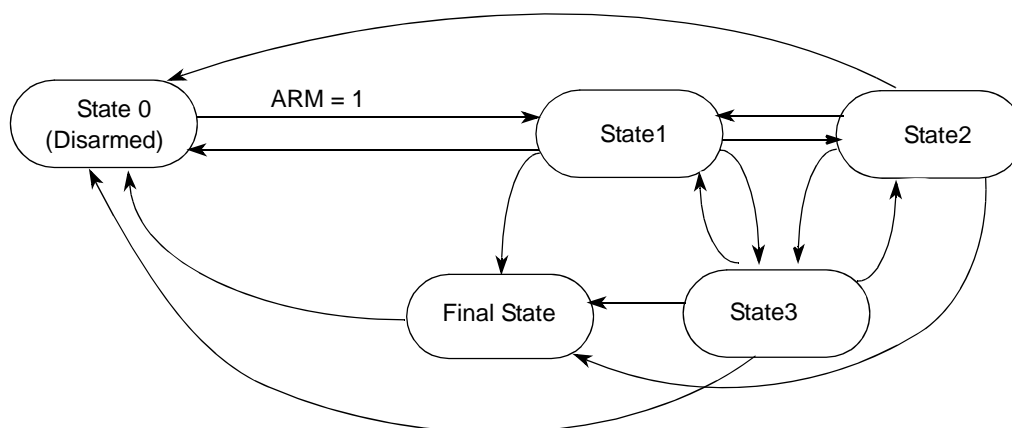 State 0
(Disarmed)
ARM = 1
State1
State2
Final State
State3